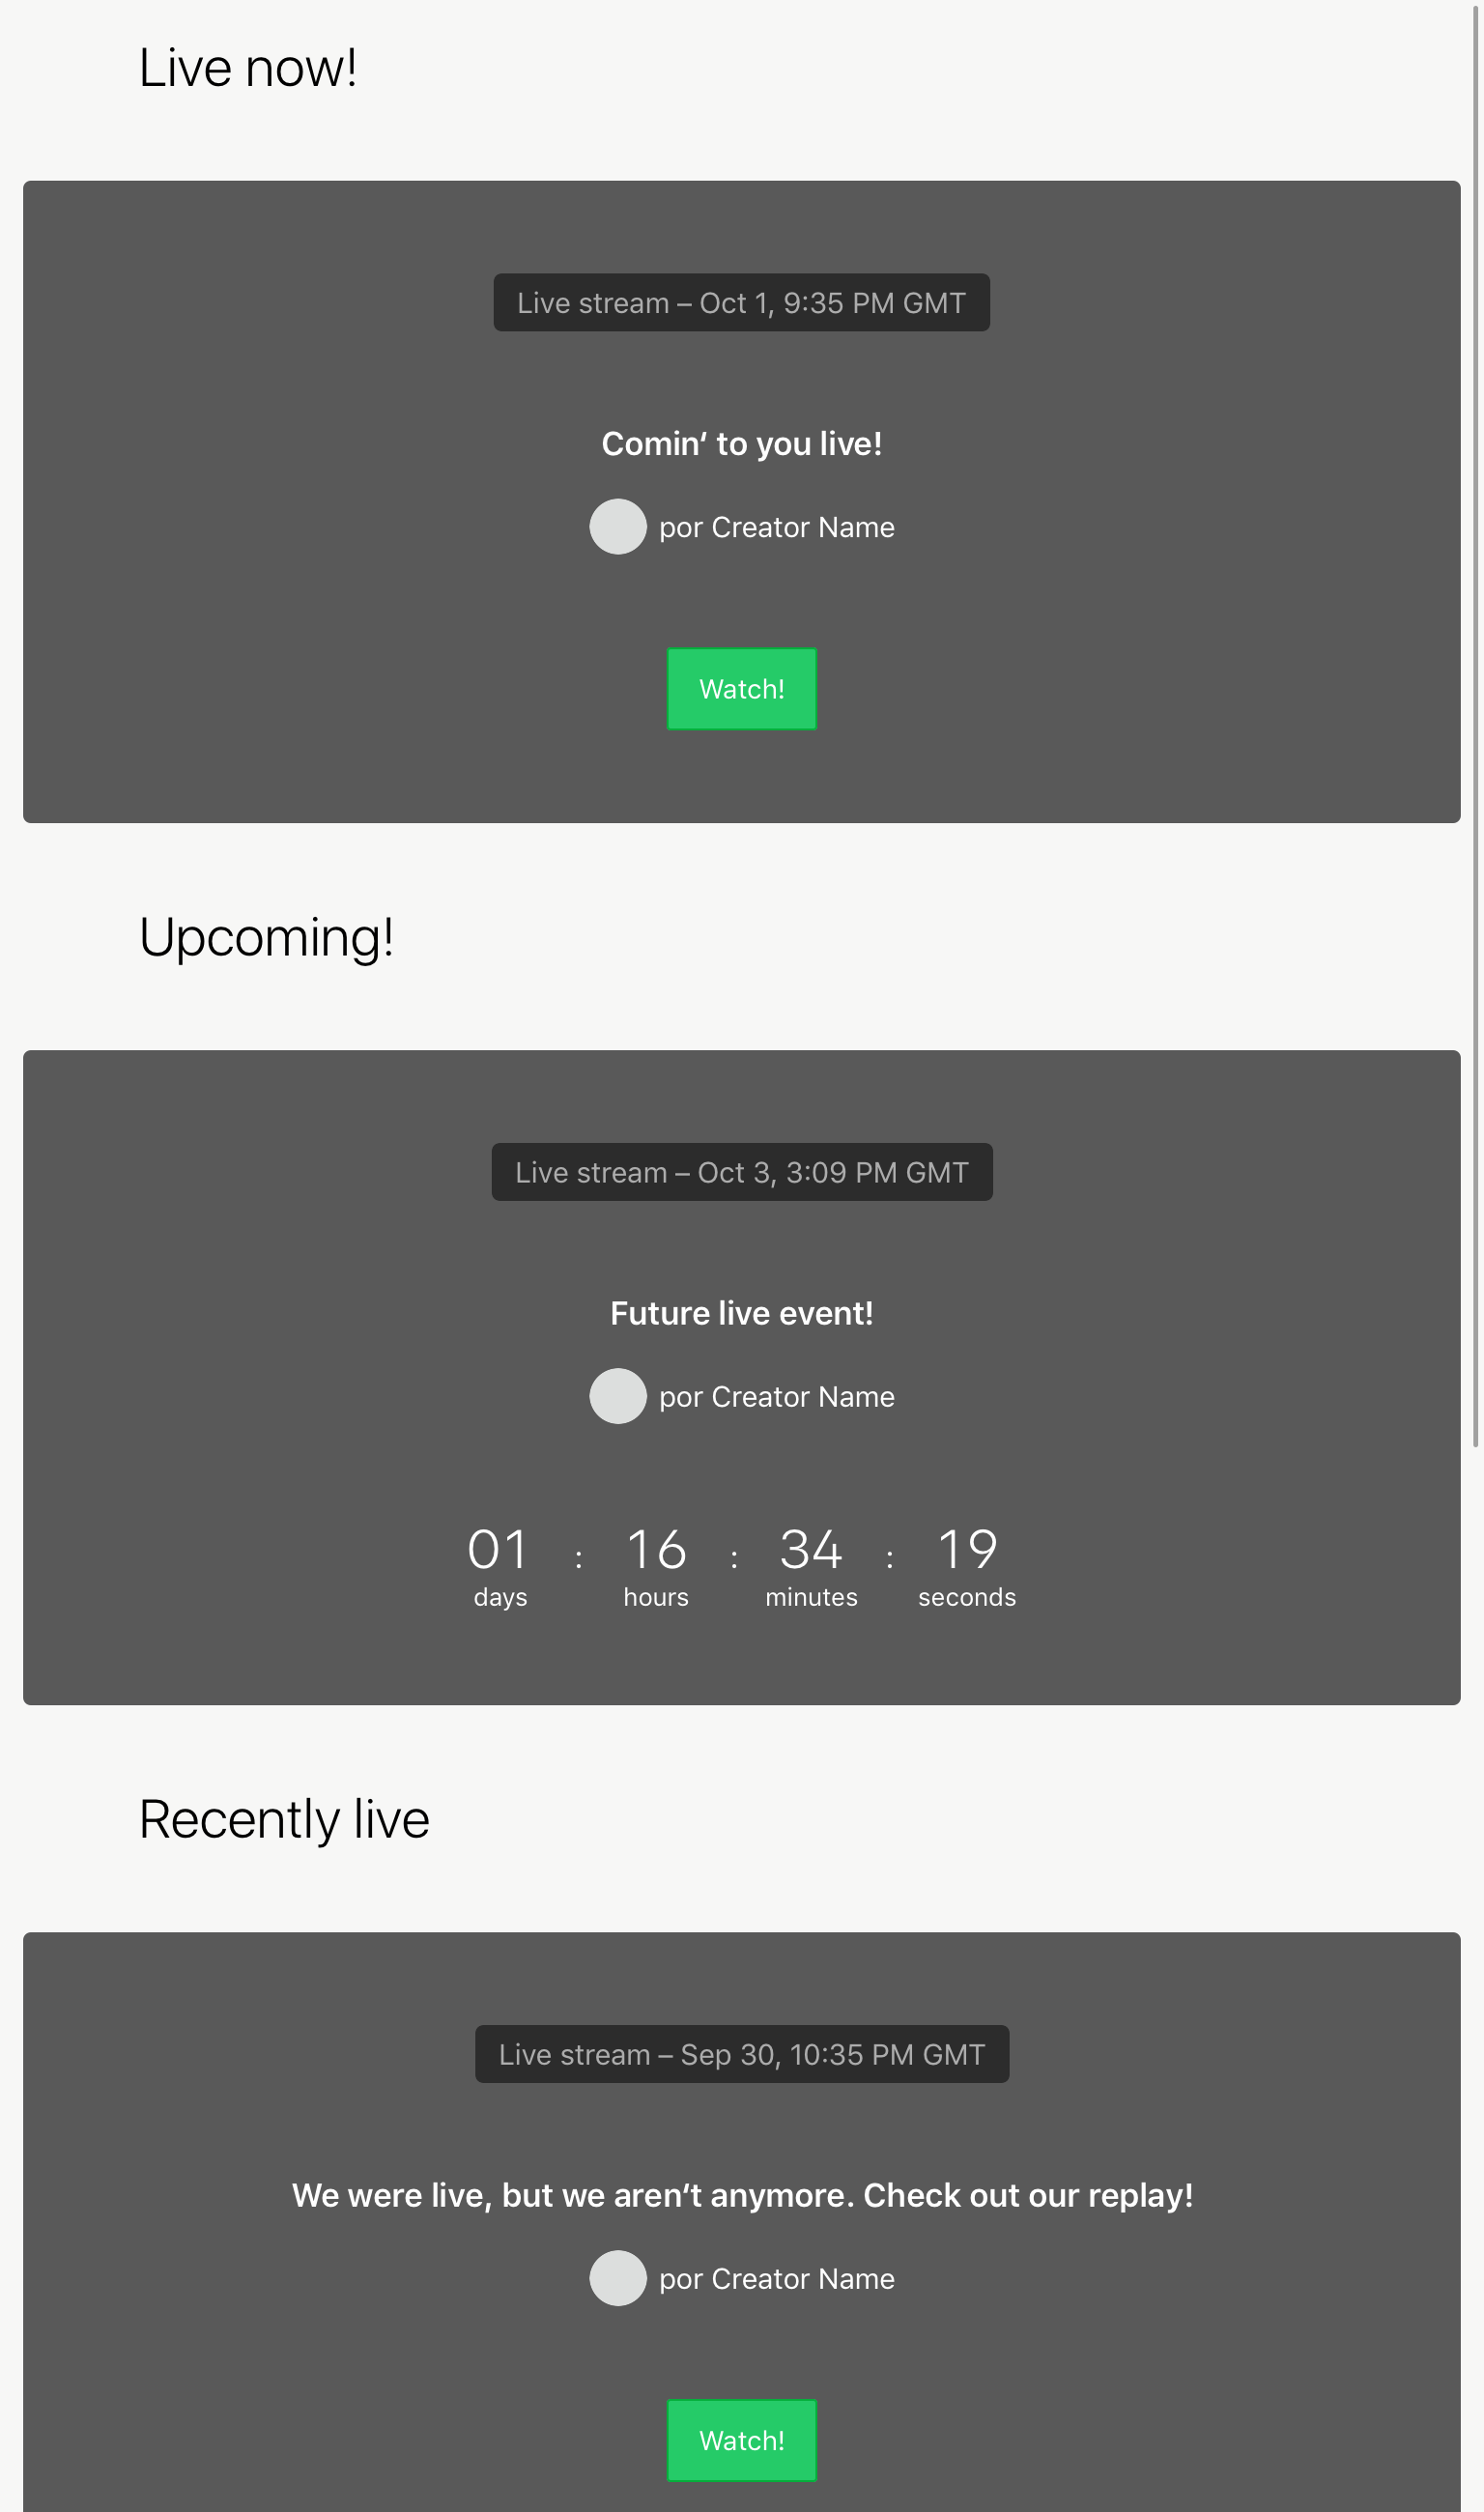 Live now!
Live stream – Oct 1, 9:35 PM GMT
Comin‘ to you live!
por Creator Name
Watch!
Upcoming!
Live stream – Oct 3, 3:09 PM GMT
Future live event!
por Creator Name
01 : 16 : 34 : 19
days hours minutes seconds
Recently live
Live stream – Sep 30, 10:35 PM GMT
We were live, but we aren‘t anymore. Check out our replay!
por Creator Name
Watch!